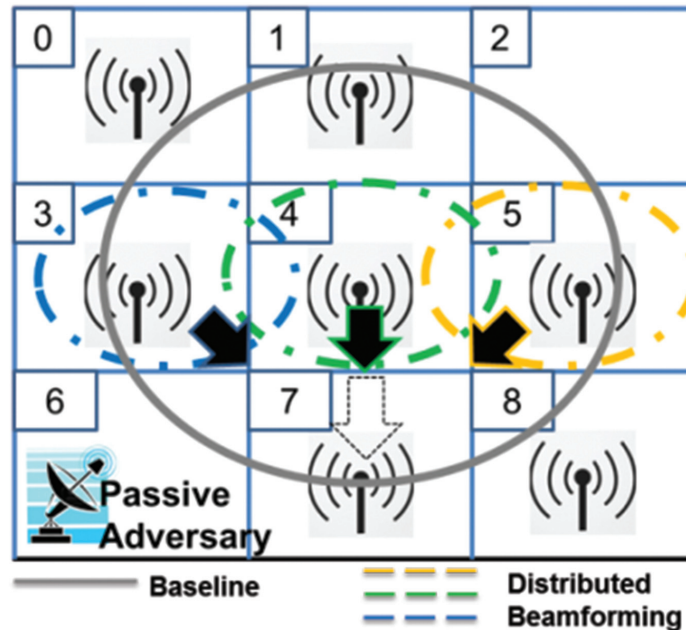 0 1 2
3 4 5
6 7 8
Passive
Adversary
Baseline
Distributed
Beamforming